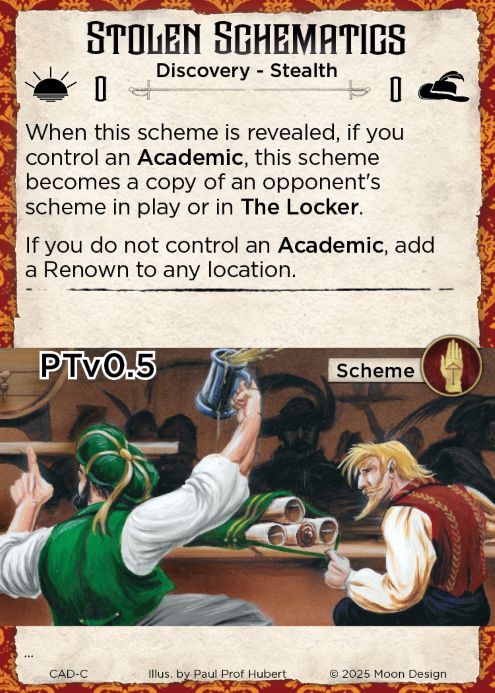 Stolen Schematics
Discovery - Stealth
0 0
When this scheme is revealed, if you
control an Academic, this scheme
becomes a copy of an opponent's
scheme in play or in The Locker.
If you do not control an Academic, add
a Renown to any location.
PTv0.5
Scheme
...
CAD-C Illus. by Paul Prof Hubert © 2025 Moon Design